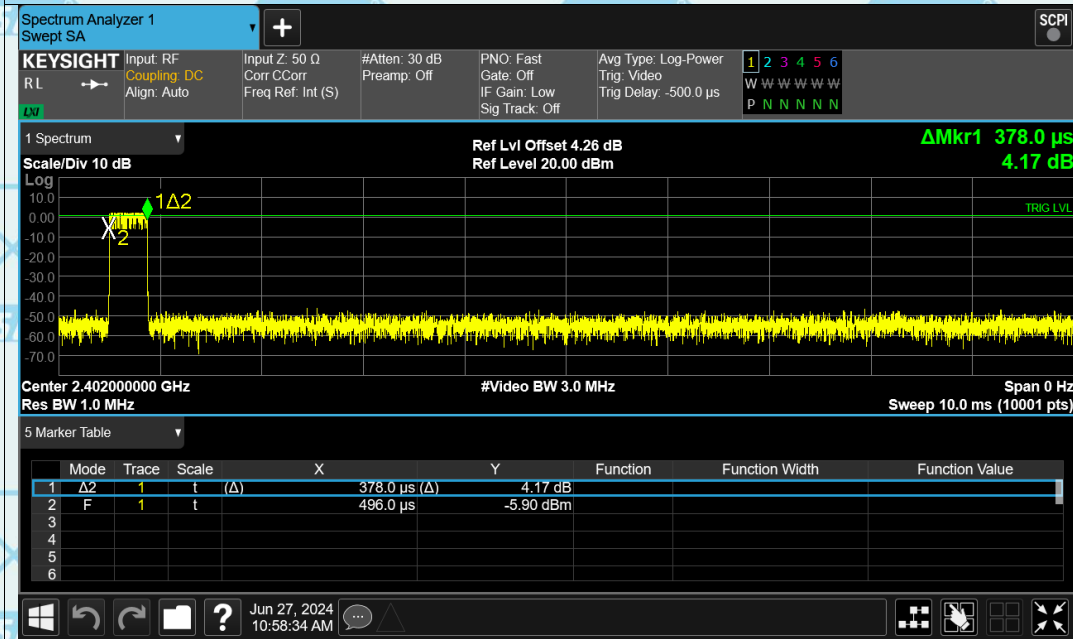 Spectrum Analyzer 1
Swept SA
+
SCPI
KEYSIGHT
RL
LXI
Input: RF
Coupling: DC
Align: Auto
Input Z: 50 Ω
Corr CCorr
Freq Ref: Int (S)
#Atten: 30 dB
Preamp: Off
PNO: Fast
Gate: Off
IF Gain: Low
Sig Track: Off
Avg Type: Log-Power
Trig: Video
Trig Delay: -500.0 µs
1 2 3 4 5 6
W W W W W W
P N N N N N
1 Spectrum
Scale/Div 10 dB
Ref Lvl Offset 4.26 dB
Ref Level 20.00 dBm
ΔMkr1 378.0 µs
4.17 dB
Log
10.0
0.00
-10.0
-20.0
-30.0
-40.0
-50.0
-60.0
-70.0
1Δ2
X
2
TRIG LVL
Center 2.402000000 GHz
#Video BW 3.0 MHz
Span 0 Hz
Res BW 1.0 MHz
Sweep 10.0 ms (10001 pts)
5 Marker Table
Mode Trace Scale X Y Function Function Width Function Value
1 Δ2 1 t (Δ) 378.0 µs (Δ) 4.17 dB
2 F 1 t 496.0 µs -5.90 dBm
3
4
5
6
?
Jun 27, 2024
10:58:34 AM